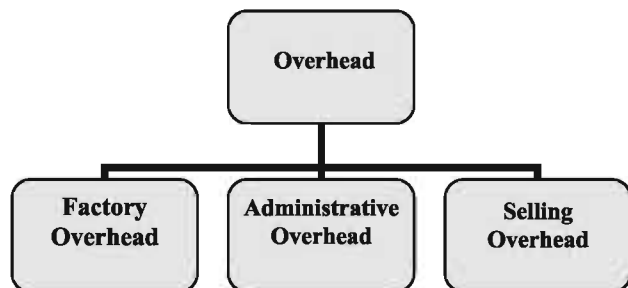 Overhead
Factory
Overhead
Administrative
Overhead
Selling
Overhead